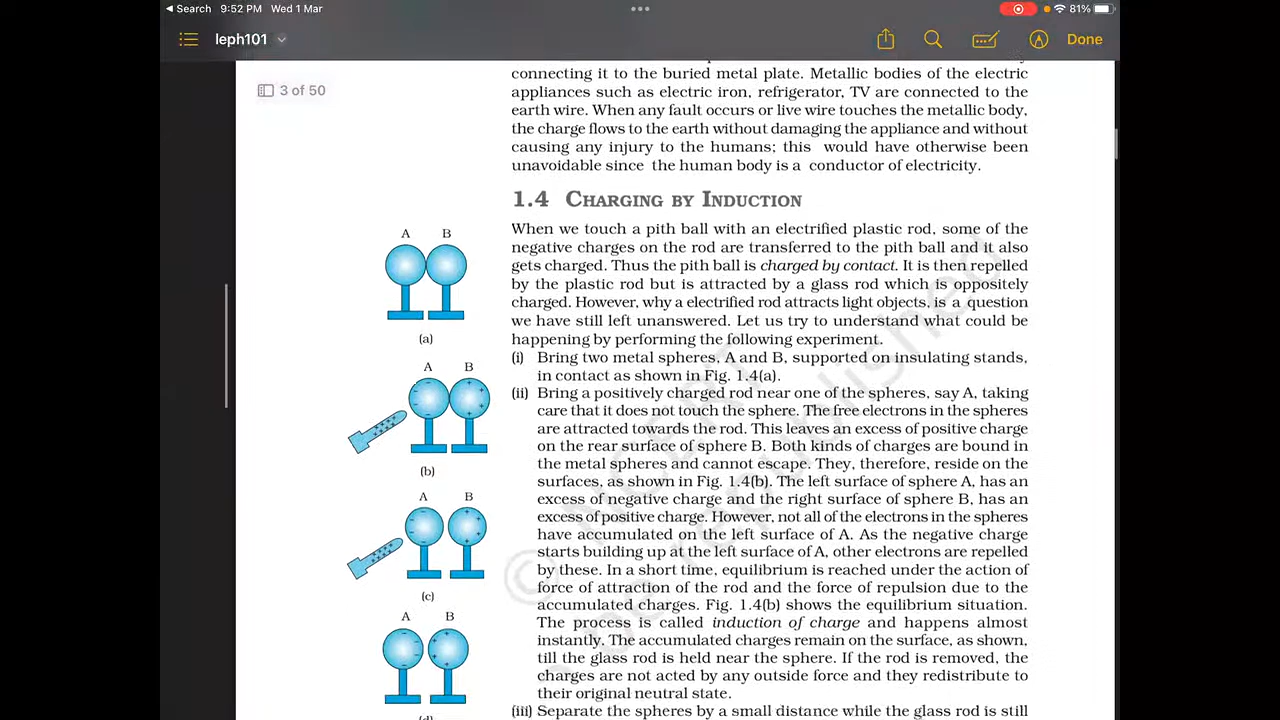 Search 9:52 PM Wed 1 Mar
81%
leph101
Done
3 of 50
connecting it to the buried metal plate. Metallic bodies of the electric
appliances such as electric iron, refrigerator, TV are connected to the
earth wire. When any fault occurs or live wire touches the metallic body,
the charge flows to the earth without damaging the appliance and without
causing any injury to the humans; this would have otherwise been
unavoidable since the human body is a conductor of electricity.
1.4 CHARGING BY INDUCTION
When we touch a pith ball with an electrified plastic rod, some of the
negative charges on the rod are transferred to the pith ball and it also
gets charged. Thus the pith ball is charged by contact. It is then repelled
by the plastic rod but is attracted by a glass rod which is oppositely
charged. However, why a electrified rod attracts light objects, is a question
we have still left unanswered. Let us try to understand what could be
happening by performing the following experiment.
(i) Bring two metal spheres, A and B, supported on insulating stands,
in contact as shown in Fig. 1.4(a).
(ii) Bring a positively charged rod near one of the spheres, say A, taking
care that it does not touch the sphere. The free electrons in the spheres
are attracted towards the rod. This leaves an excess of positive charge
on the rear surface of sphere B. Both kinds of charges are bound in
the metal spheres and cannot escape. They, therefore, reside on the
surfaces, as shown in Fig. 1.4(b). The left surface of sphere A, has an
excess of negative charge and the right surface of sphere B, has an
excess of positive charge. However, not all of the electrons in the spheres
have accumulated on the left surface of A. As the negative charge
starts building up at the left surface of A, other electrons are repelled
by these. In a short time, equilibrium is reached under the action of
force of attraction of the rod and the force of repulsion due to the
accumulated charges. Fig. 1.4(b) shows the equilibrium situation.
The process is called induction of charge and happens almost
instantly. The accumulated charges remain on the surface, as shown,
till the glass rod is held near the sphere. If the rod is removed, the
charges are not acted by any outside force and they redistribute to
their original neutral state.
(iii) Separate the spheres by a small distance while the glass rod is still
A B
(a)
A B
(b)
A B
(c)
A B
© NCERT
be republished